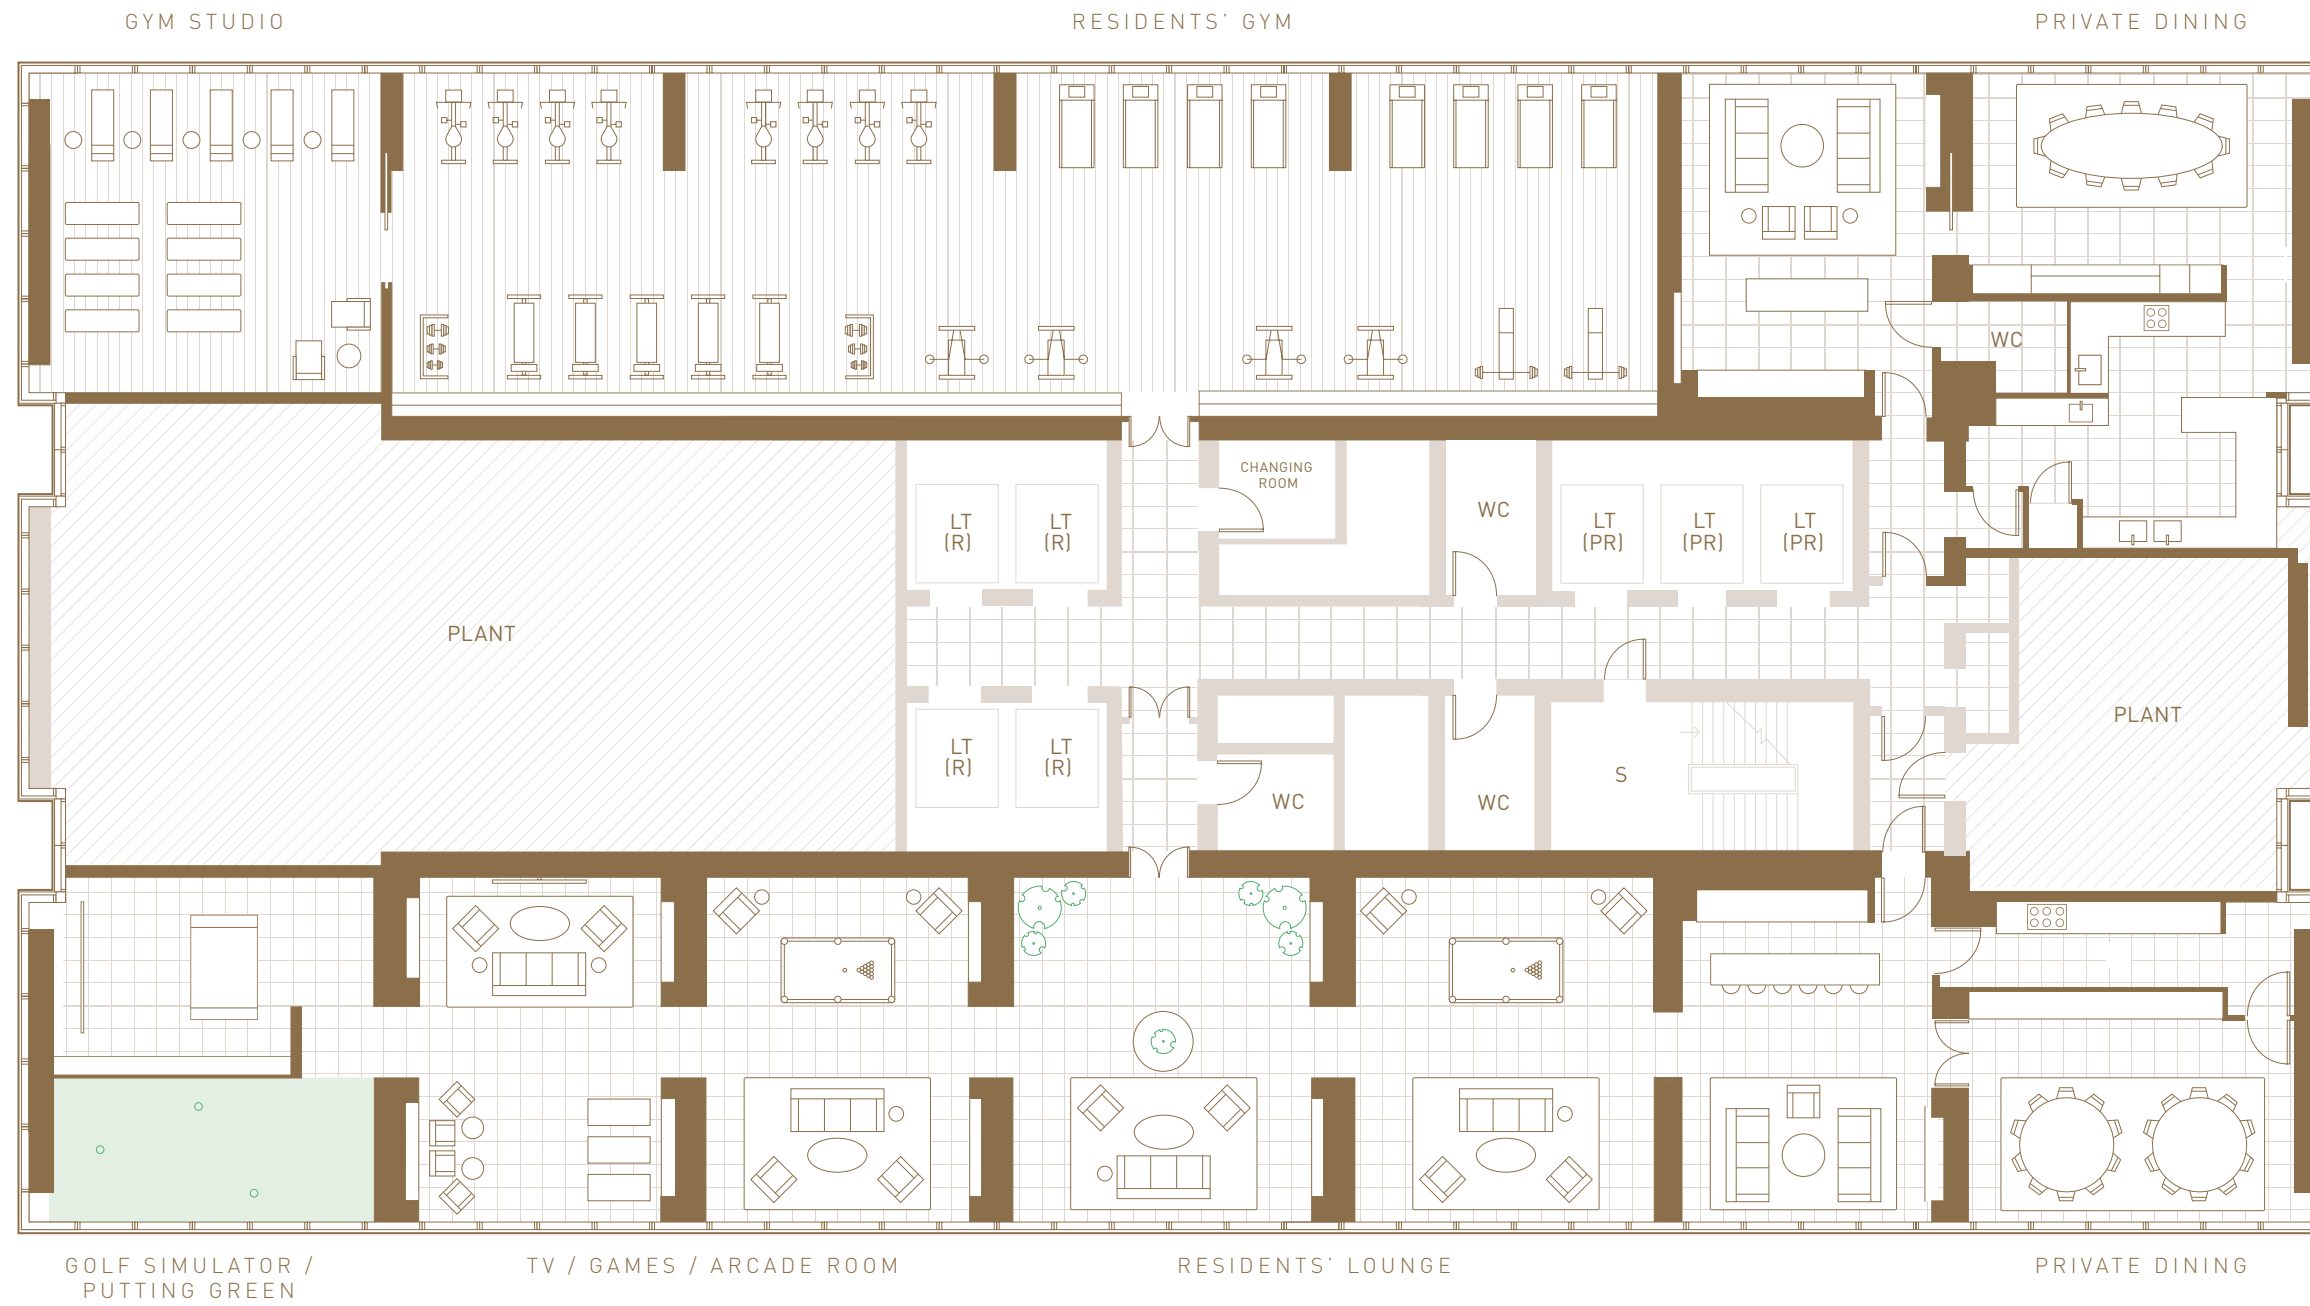 GYM STUDIO
RESIDENTS' GYM
PRIVATE DINING
WC
CHANGING
ROOM
WC
LT
(R)
LT
(R)
LT
(PR)
LT
(PR)
LT
(PR)
PLANT
PLANT
LT
(R)
LT
(R)
WC
WC
S
GOLF SIMULATOR /
PUTTING GREEN
TV / GAMES / ARCADE ROOM
RESIDENTS' LOUNGE
PRIVATE DINING